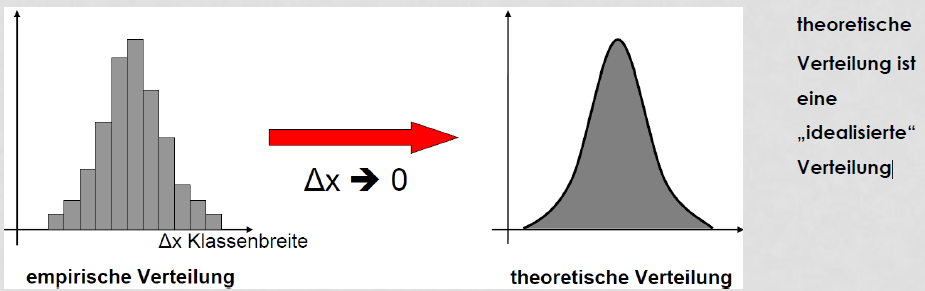 Δx ➔ 0
Δx Klassenbreite
empirische Verteilung
theoretische Verteilung
theoretische
Verteilung ist
eine
„idealisierte“
Verteilung